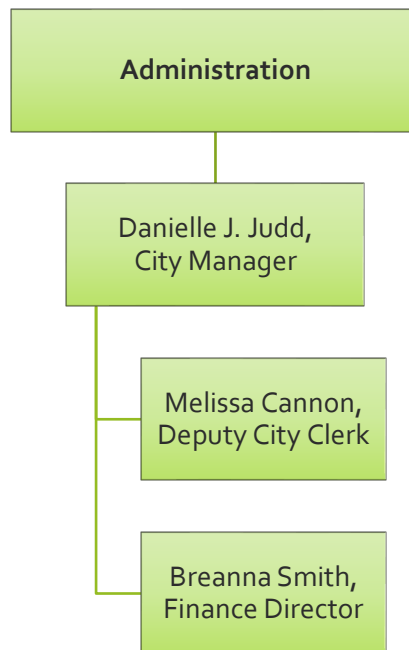 Administration
Danielle J. Judd,
City Manager
Melissa Cannon,
Deputy City Clerk
Breanna Smith,
Finance Director